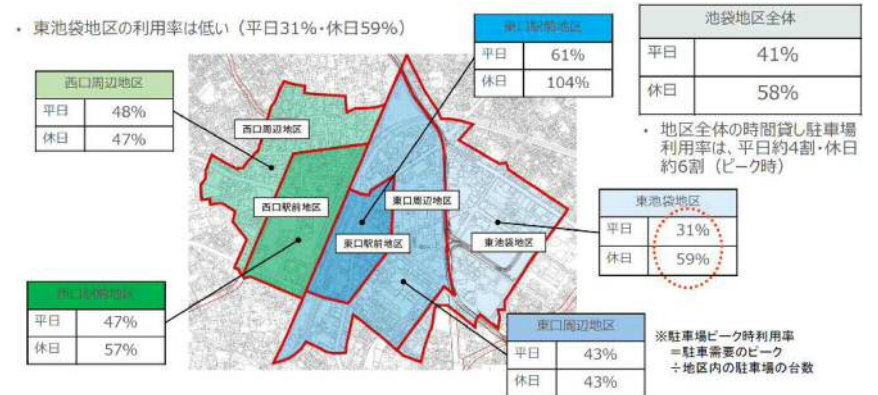 ・ 東池袋地区の利用率は低い（平日31%・休日59%）
東口駅前地区
平日 61%
休日 104%
池袋地区全体
平日 41%
休日 58%
・ 地区全体の時間貸し駐車場
利用率は、平日約4割・休日
約6割（ピーク時）
西口周辺地区
平日 48%
休日 47%
西口周辺地区
西口駅前地区
東口周辺地区
東口駅前地区
東池袋地区
東池袋地区
平日 31%
休日 59%
西口駅前地区
平日 47%
休日 57%
東口周辺地区
平日 43%
休日 43%
※駐車場ピーク時利用率
＝駐車需要のピーク
÷地区内の駐車場の台数